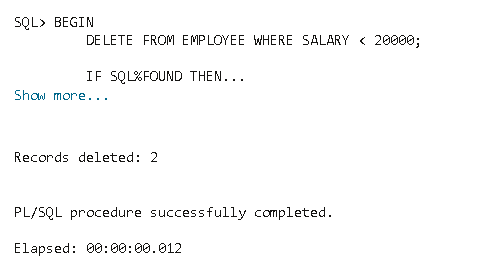 SQL> BEGIN
DELETE FROM EMPLOYEE WHERE SALARY < 20000;
IF SQL%FOUND THEN...
Show more...
Records deleted: 2
PL/SQL procedure successfully completed.
Elapsed: 00:00:00.012